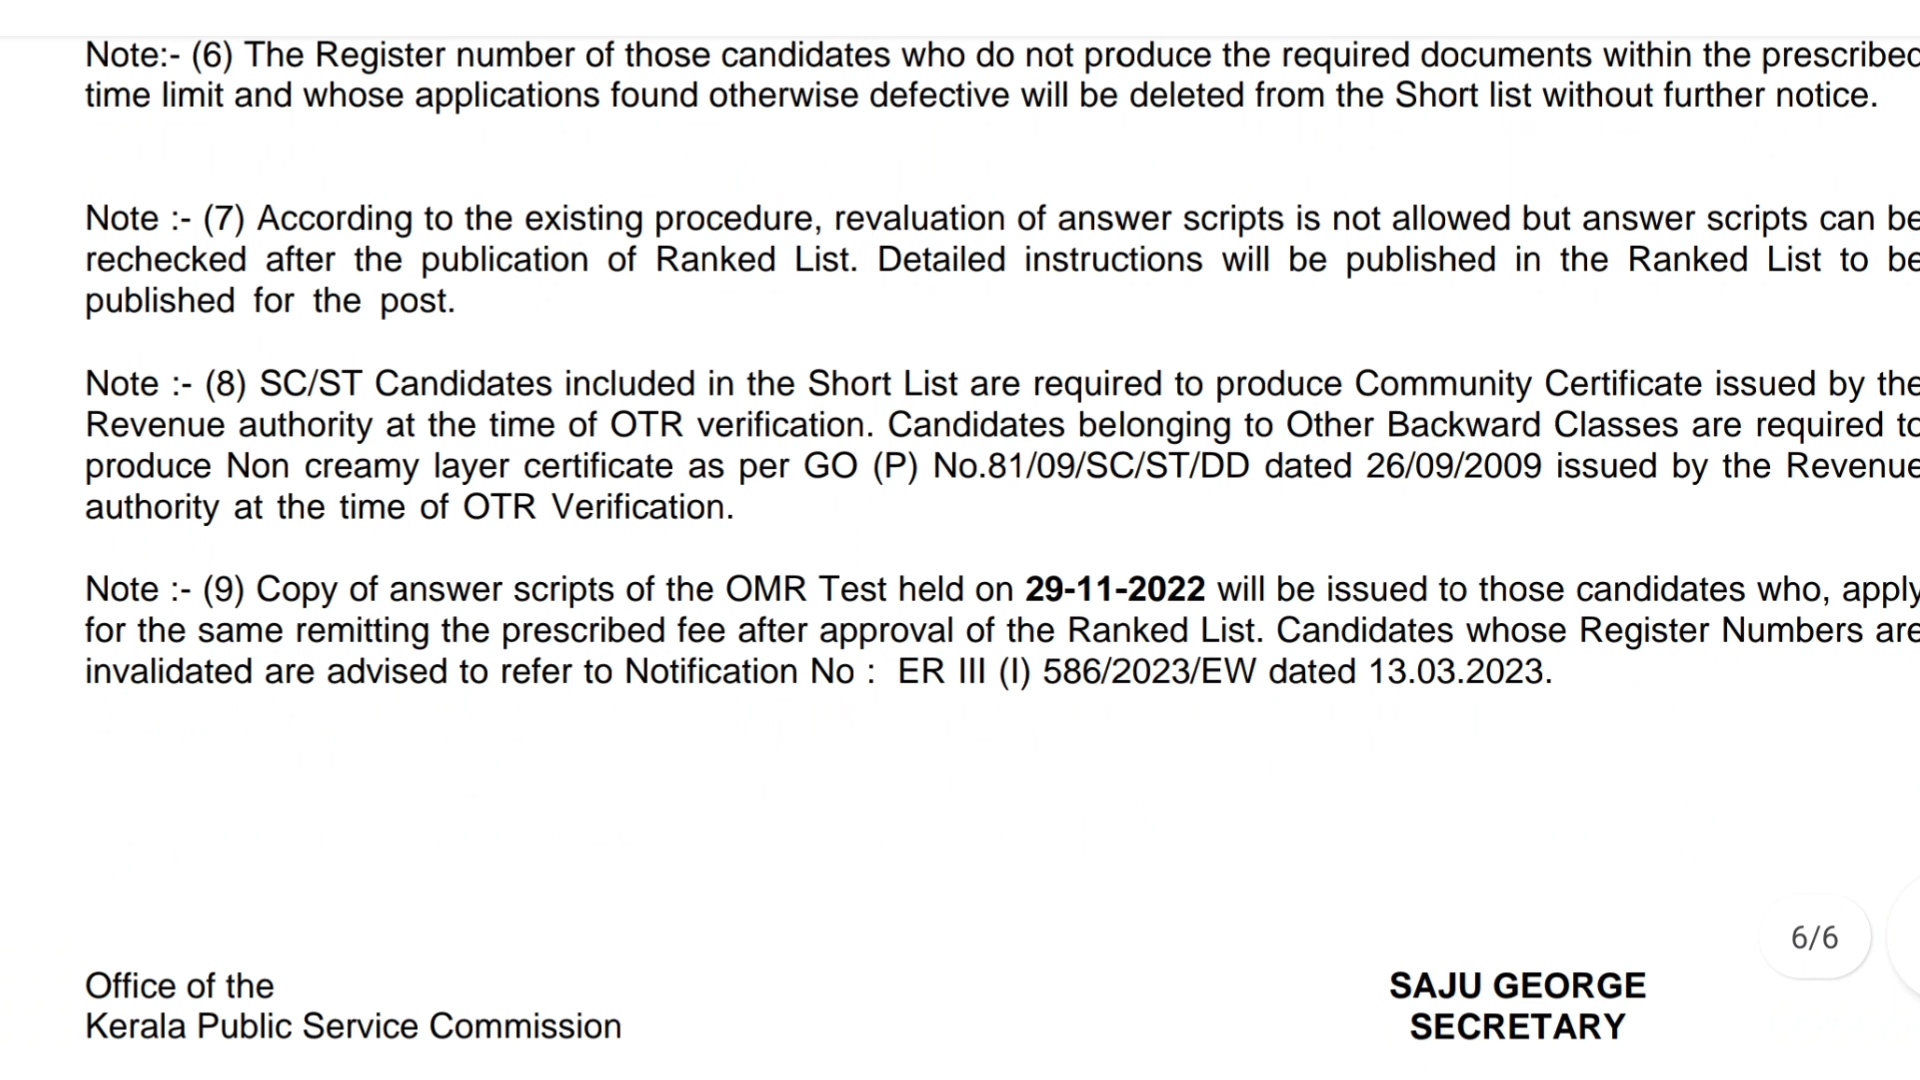 Note:- (6) The Register number of those candidates who do not produce the required documents within the prescribed
time limit and whose applications found otherwise defective will be deleted from the Short list without further notice.
Note :- (7) According to the existing procedure, revaluation of answer scripts is not allowed but answer scripts can be
rechecked after the publication of Ranked List. Detailed instructions will be published in the Ranked List to be
published for the post.
Note :- (8) SC/ST Candidates included in the Short List are required to produce Community Certificate issued by the
Revenue authority at the time of OTR verification. Candidates belonging to Other Backward Classes are required to
produce Non creamy layer certificate as per GO (P) No.81/09/SC/ST/DD dated 26/09/2009 issued by the Revenue
authority at the time of OTR Verification.
Note :- (9) Copy of answer scripts of the OMR Test held on 29-11-2022 will be issued to those candidates who, apply
for the same remitting the prescribed fee after approval of the Ranked List. Candidates whose Register Numbers are
invalidated are advised to refer to Notification No : ER III (I) 586/2023/EW dated 13.03.2023.
6/6
Office of the
Kerala Public Service Commission
SAJU GEORGE
SECRETARY